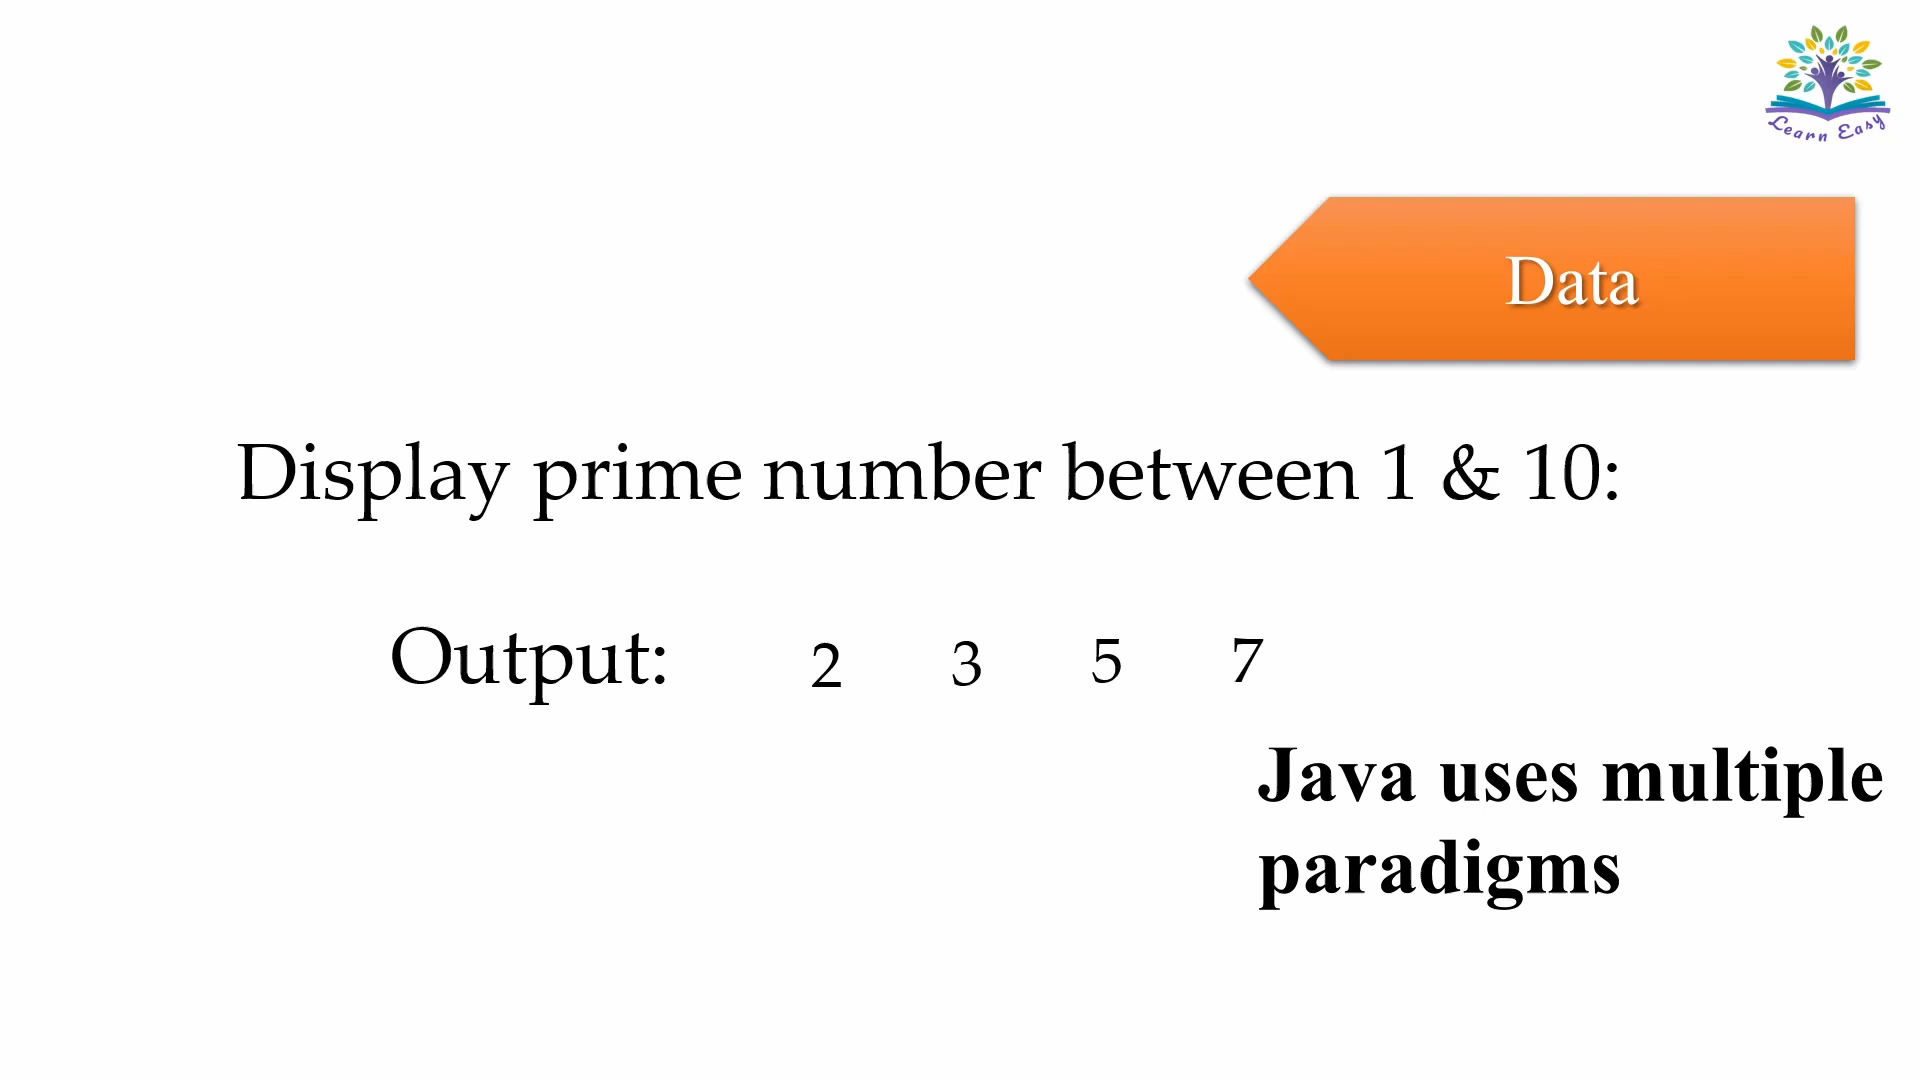 Learn Easy
Data
Display prime number between 1 & 10:
Output: 2 3 5 7
Java uses multiple
paradigms